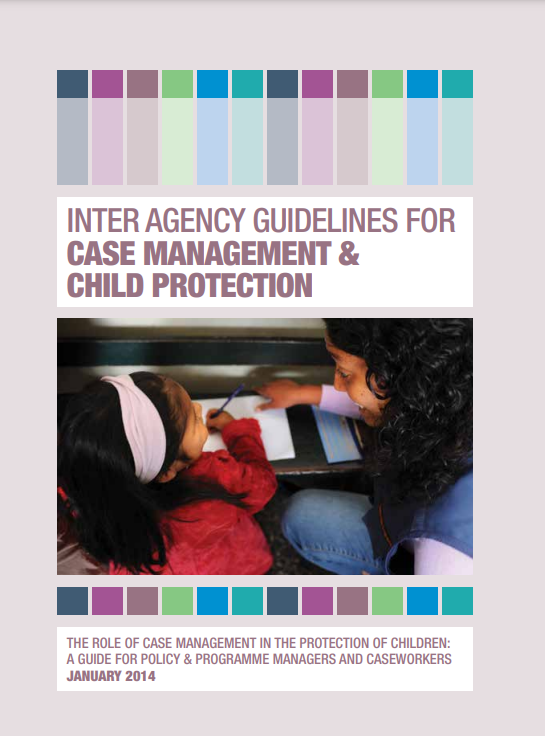 INTER AGENCY GUIDELINES FOR
CASE MANAGEMENT &
CHILD PROTECTION
THE ROLE OF CASE MANAGEMENT IN THE PROTECTION OF CHILDREN:
A GUIDE FOR POLICY & PROGRAMME MANAGERS AND CASEWORKERS
JANUARY 2014